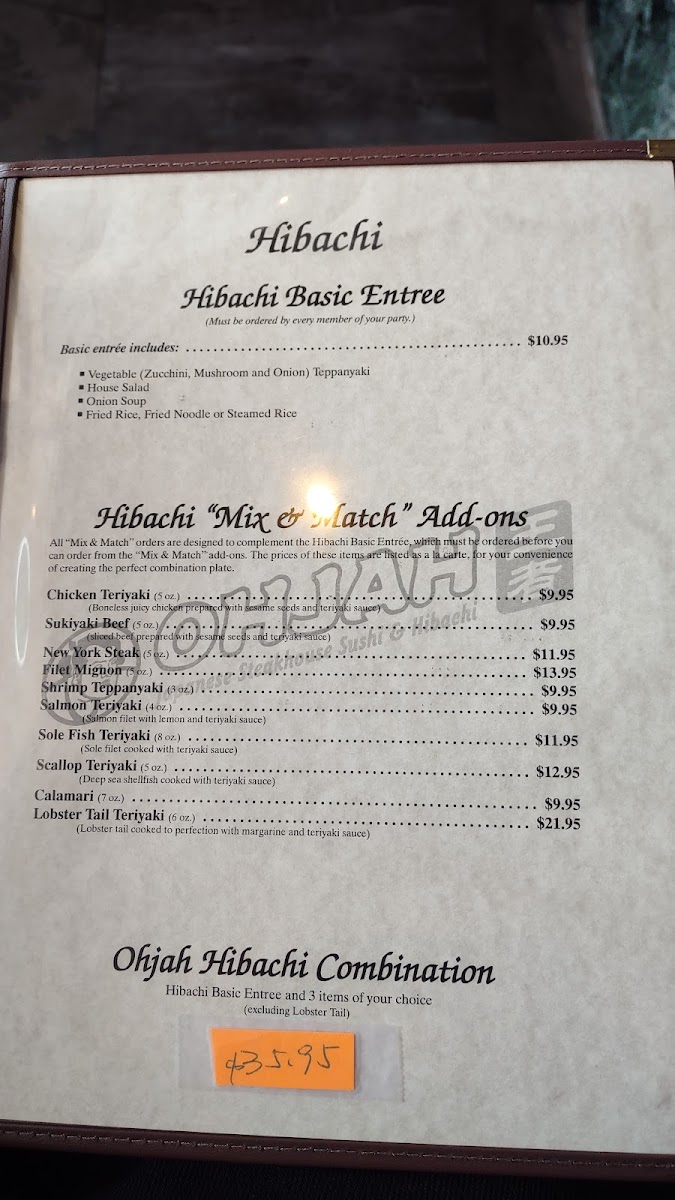 Hibachi
Hibachi Basic Entree
(Must be ordered by every member of your party.)
Basic entrée includes: ................................................ $10.95
▪ Vegetable (Zucchini, Mushroom and Onion) Teppanyaki
▪ House Salad
▪ Onion Soup
▪ Fried Rice, Fried Noodle or Steamed Rice
Hibachi “Mix & Match” Add-ons
All “Mix & Match” orders are designed to complement the Hibachi Basic Entrée, which must be ordered before you
can order from the “Mix & Match” add-ons. The prices of these items are listed as a la carte, for your convenience
of creating the perfect combination plate.
OHJAH
Japanese Steakhouse Sushi & Hibachi
Chicken Teriyaki (5 oz.) ................................................ $9.95
(Boneless juicy chicken prepared with sesame seeds and teriyaki sauce)
Sukiyaki Beef (5 oz.) ................................................ $9.95
(sliced beef prepared with sesame seeds and teriyaki sauce)
New York Steak (5 oz.) ................................................ $11.95
Filet Mignon (5 oz.) ................................................ $13.95
Shrimp Teppanyaki (3 oz.) ................................................ $9.95
Salmon Teriyaki (4 oz.) ................................................ $9.95
(Salmon filet with lemon and teriyaki sauce)
Sole Fish Teriyaki (8 oz.) ................................................ $11.95
(Sole filet cooked with teriyaki sauce)
Scallop Teriyaki (5 oz.) ................................................ $12.95
(Deep sea shellfish cooked with teriyaki sauce)
Calamari (7 oz.) ................................................ $9.95
Lobster Tail Teriyaki (6 oz.) ................................................ $21.95
(Lobster tail cooked to perfection with margarine and teriyaki sauce)
Ohjah Hibachi Combination
Hibachi Basic Entree and 3 items of your choice
(excluding Lobster Tail)
$35.95